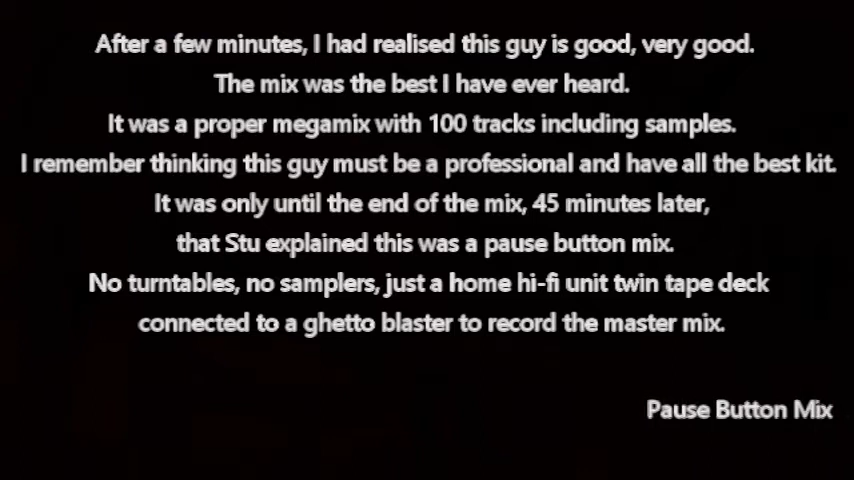 After a few minutes, I had realised this guy is good, very good.
The mix was the best I have ever heard.
It was a proper megamix with 100 tracks including samples.
I remember thinking this guy must be a professional and have all the best kit.
It was only until the end of the mix, 45 minutes later,
that Stu explained this was a pause button mix.
No turntables, no samplers, just a home hi-fi unit twin tape deck
connected to a ghetto blaster to record the master mix.
Pause Button Mix